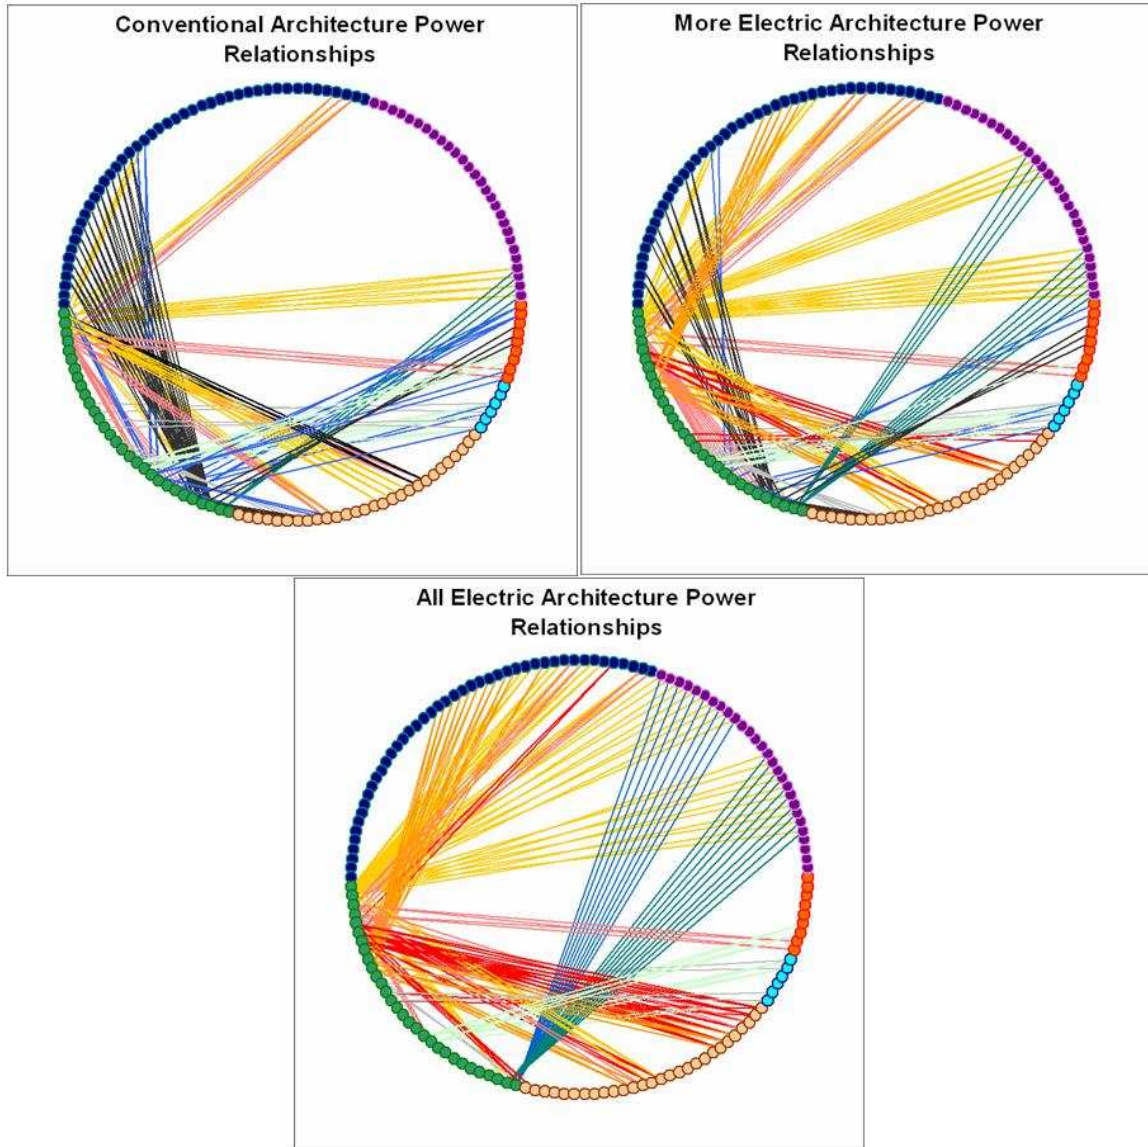 Conventional Architecture Power
Relationships
More Electric Architecture Power
Relationships
All Electric Architecture Power
Relationships